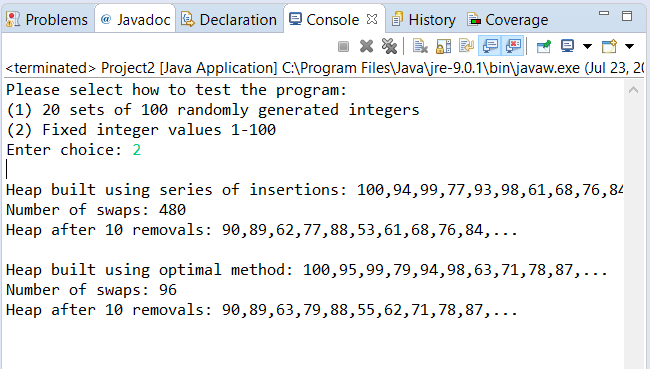 Problems @ Javadoc Declaration Console History Coverage
<terminated> Project2 [Java Application] C:\Program Files\Java\jre-9.0.1\bin\javaw.exe (Jul 23, 20
Please select how to test the program:
(1) 20 sets of 100 randomly generated integers
(2) Fixed integer values 1-100
Enter choice: 2
Heap built using series of insertions: 100,94,99,77,93,98,61,68,76,84
Number of swaps: 480
Heap after 10 removals: 90,89,62,77,88,53,61,68,76,84,...
Heap built using optimal method: 100,95,99,79,94,98,63,71,78,87,...
Number of swaps: 96
Heap after 10 removals: 90,89,63,79,88,55,62,71,78,87,...